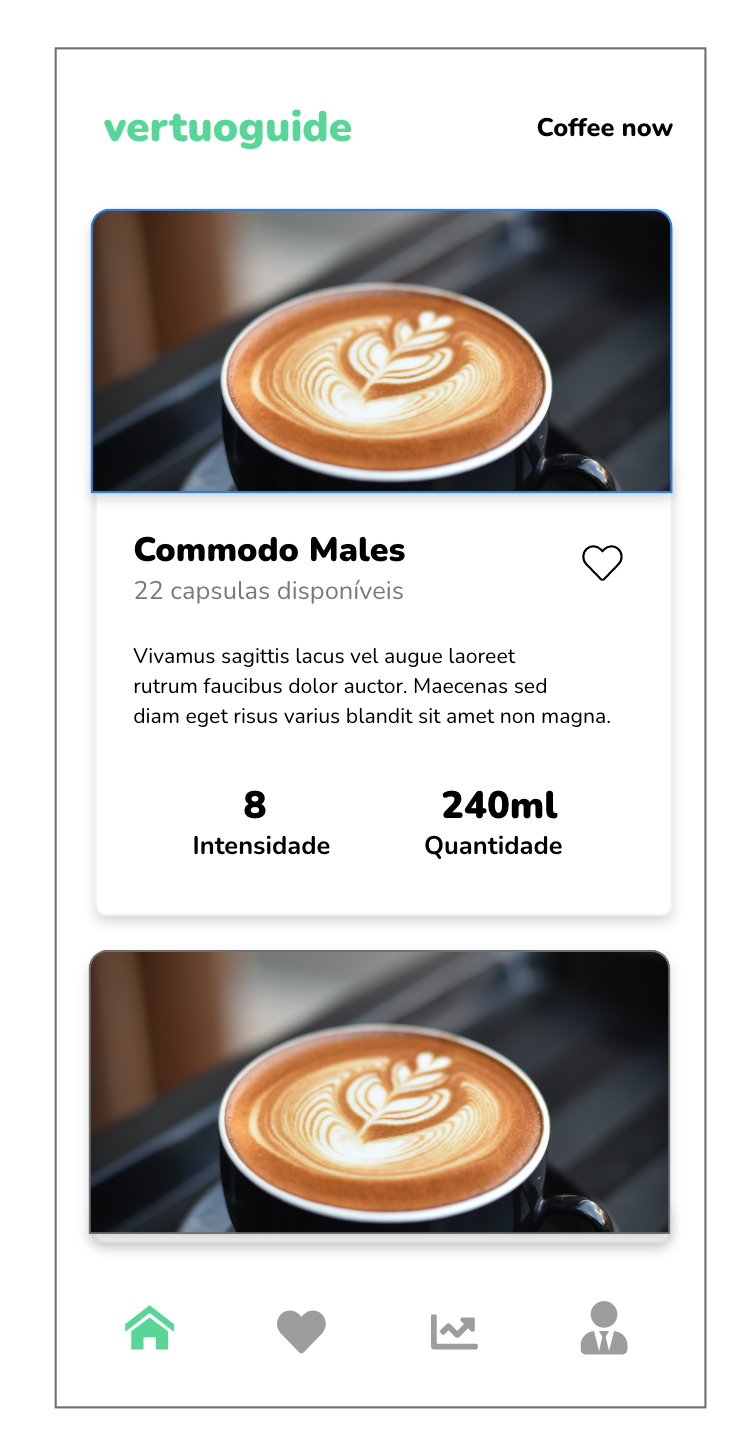 vertuoguide
Coffee now
Commodo Males
22 capsulas disponíveis
Vivamus sagittis lacus vel augue laoreet
rutrum faucibus dolor auctor. Maecenas sed
diam eget risus varius blandit sit amet non magna.
8
Intensidade
240ml
Quantidade